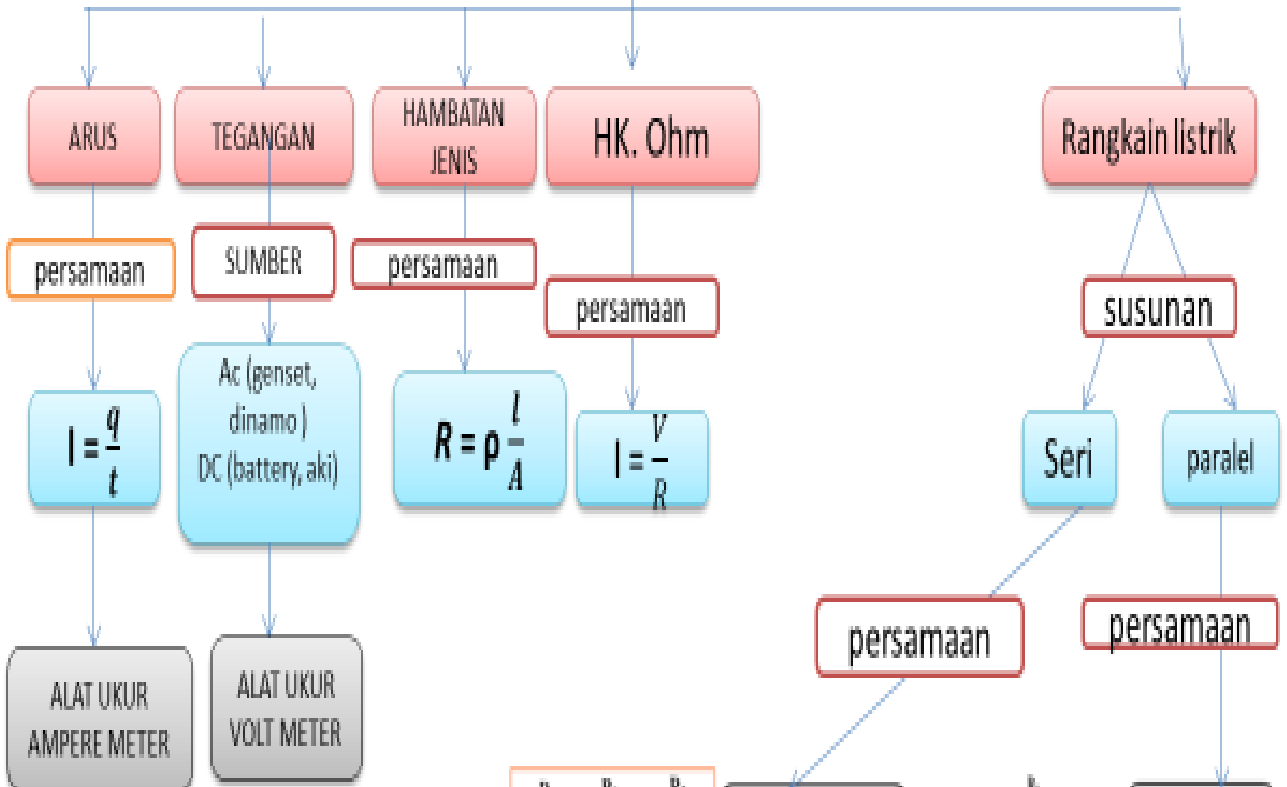 ARUS
TEGANGAN
HAMBATAN
JENIS
HK. Ohm
Rangkain listrik
persamaan
SUMBER
persamaan
persamaan
susunan
I = q/t
Ac (genset,
dinamo )
DC (battery, aki)
R = ρ l/A
I = V/R
Seri
paralel
persamaan
persamaan
ALAT UKUR
AMPERE METER
ALAT UKUR
VOLT METER